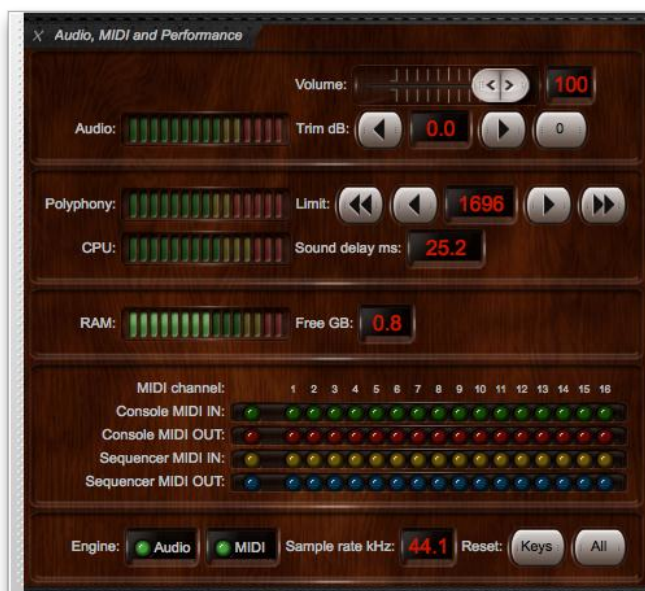 X Audio, MIDI and Performance
Volume: 100
Audio: Trim dB: 0.0 0
Polyphony: Limit: 1696
CPU: Sound delay ms: 25.2
RAM: Free GB: 0.8
MIDI channel: 1 2 3 4 5 6 7 8 9 10 11 12 13 14 15 16
Console MIDI IN:
Console MIDI OUT:
Sequencer MIDI IN:
Sequencer MIDI OUT:
Engine: Audio MIDI Sample rate kHz: 44.1 Reset: Keys All